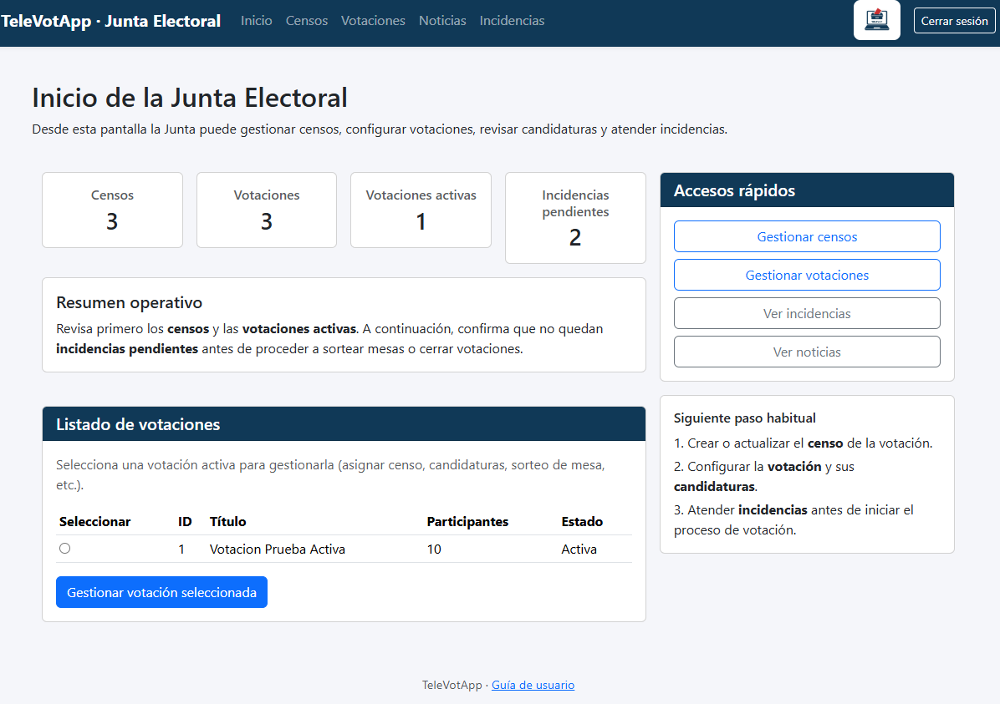 TeleVotApp · Junta Electoral
Inicio
Censos
Votaciones
Noticias
Incidencias
Cerrar sesión
Inicio de la Junta Electoral
Desde esta pantalla la Junta puede gestionar censos, configurar votaciones, revisar candidaturas y atender incidencias.
Censos
3
Votaciones
3
Votaciones activas
1
Incidencias
pendientes
2
Resumen operativo
Revisa primero los censos y las votaciones activas. A continuación, confirma que no quedan
incidencias pendientes antes de proceder a sortear mesas o cerrar votaciones.
Listado de votaciones
Selecciona una votación activa para gestionarla (asignar censo, candidaturas, sorteo de mesa,
etc.).
Seleccionar ID Título Participantes Estado
1 Votacion Prueba Activa 10 Activa
Gestionar votación seleccionada
Accesos rápidos
Gestionar censos
Gestionar votaciones
Ver incidencias
Ver noticias
Siguiente paso habitual
1. Crear o actualizar el censo de la votación.
2. Configurar la votación y sus
candidaturas.
3. Atender incidencias antes de iniciar el
proceso de votación.
TeleVotApp · Guía de usuario